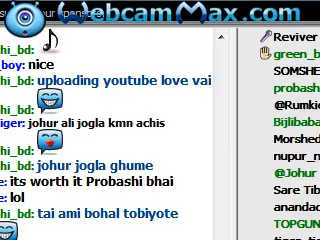 WebcamMax.com
hi_bd:
_boy: nice
hi_bd: uploading youtube love vai
hi_bd:
iger: johur ali jogla kmn achis
hi_bd:
hi_bd: johur jogla ghume
e: its worth it Probashi bhai
e: lol
hi_bd: tai ami bohal tobiyote
Reviver
green_b
SOMSHE
probash
@Rumkie
Bijlibaba
Morshed
nupur_n
@Johur
Sare Tib
anandac
TOPGUN